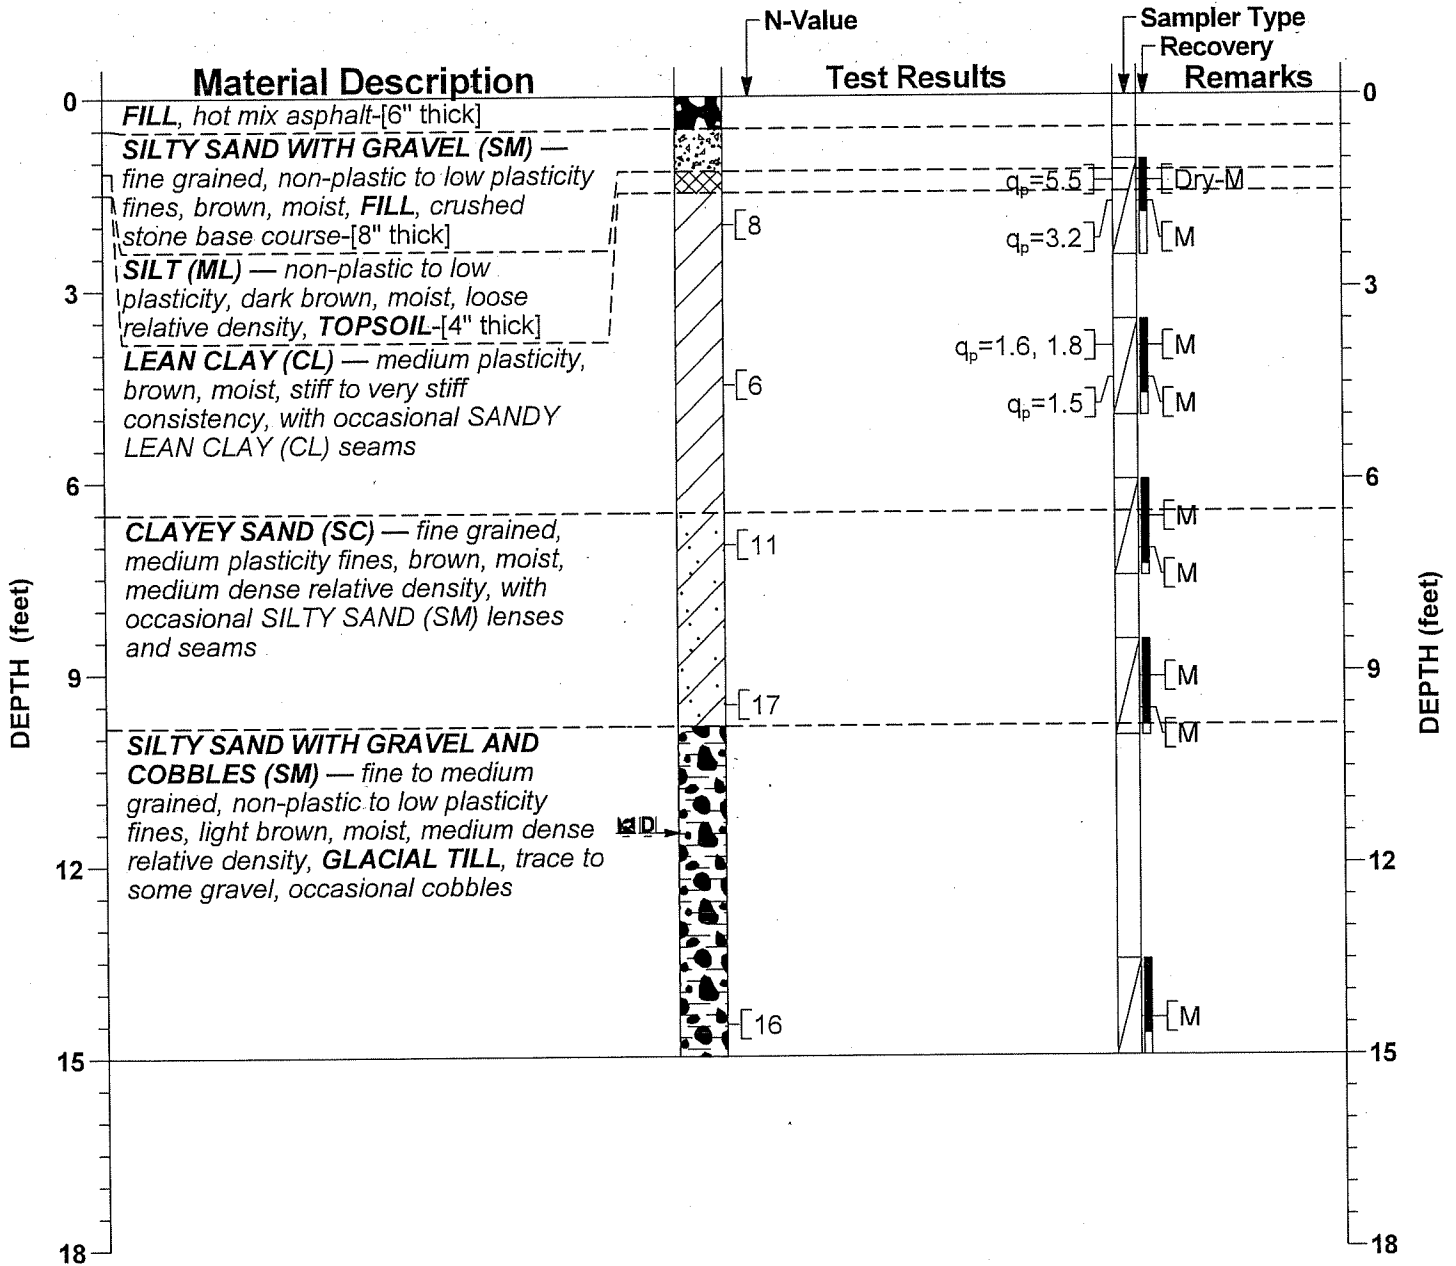 N-Value
Sampler Type
Recovery
Material Description
Test Results
Remarks
0
0
FILL, hot mix asphalt-[6" thick]
SILTY SAND WITH GRAVEL (SM) —
fine grained, non-plastic to low plasticity
fines, brown, moist, FILL, crushed
stone base course-[8" thick]
qp=5.5
Dry-M
8
qp=3.2
M
SILT (ML) — non-plastic to low
plasticity, dark brown, moist, loose
relative density, TOPSOIL-[4" thick]
3
3
LEAN CLAY (CL) — medium plasticity,
brown, moist, stiff to very stiff
consistency, with occasional SANDY
LEAN CLAY (CL) seams
qp=1.6, 1.8
M
6
qp=1.5
M
6
6
CLAYEY SAND (SC) — fine grained,
medium plasticity fines, brown, moist,
medium dense relative density, with
occasional SILTY SAND (SM) lenses
and seams
M
11
M
DEPTH (feet)
DEPTH (feet)
9
9
M
17
M
SILTY SAND WITH GRAVEL AND
COBBLES (SM) — fine to medium
grained, non-plastic to low plasticity
fines, light brown, moist, medium dense
relative density, GLACIAL TILL, trace to
some gravel, occasional cobbles
12
12
16
M
15
15
18
18